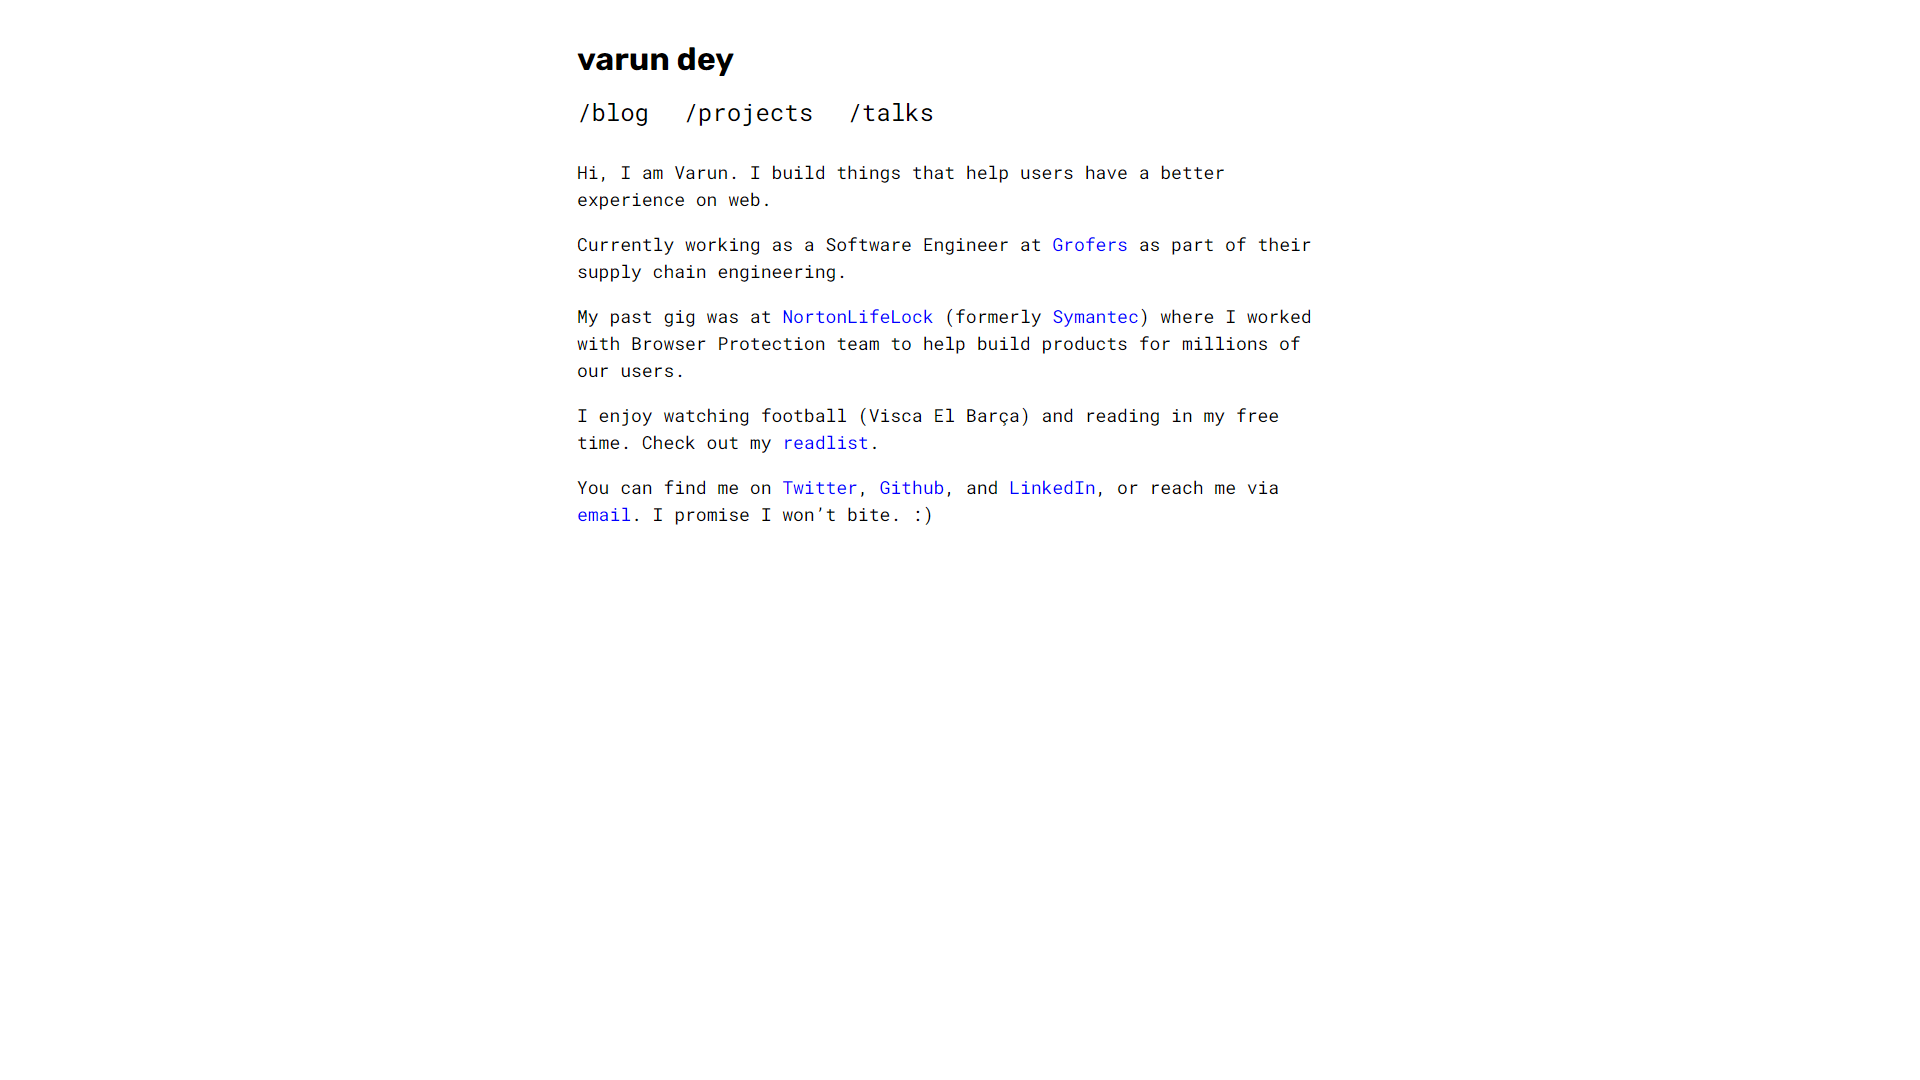 varun dey
/blog /projects /talks
Hi, I am Varun. I build things that help users have a better
experience on web.
Currently working as a Software Engineer at Grofers as part of their
supply chain engineering.
My past gig was at NortonLifeLock (formerly Symantec) where I worked
with Browser Protection team to help build products for millions of
our users.
I enjoy watching football (Visca El Barça) and reading in my free
time. Check out my readlist.
You can find me on Twitter, Github, and LinkedIn, or reach me via
email. I promise I won’t bite. :)